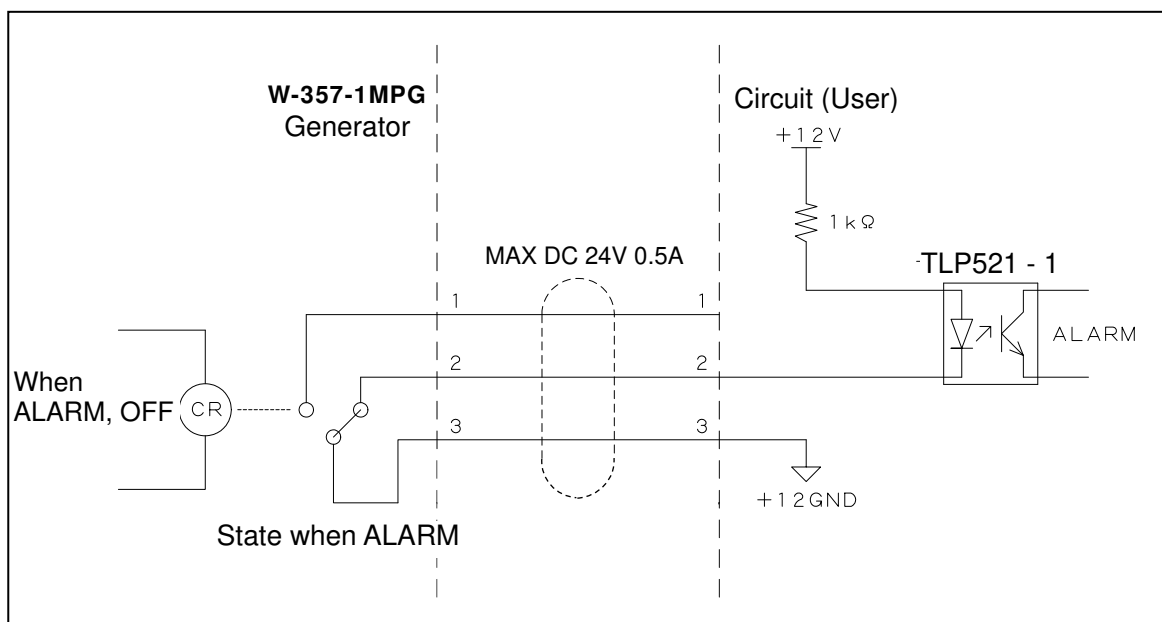 W-357-1MPG
Generator
Circuit (User)
+12V
1kΩ
MAX DC 24V 0.5A
-TLP521 - 1
1 1
ALARM
2 2
When
ALARM, OFF
CR
3 3
+12GND
State when ALARM